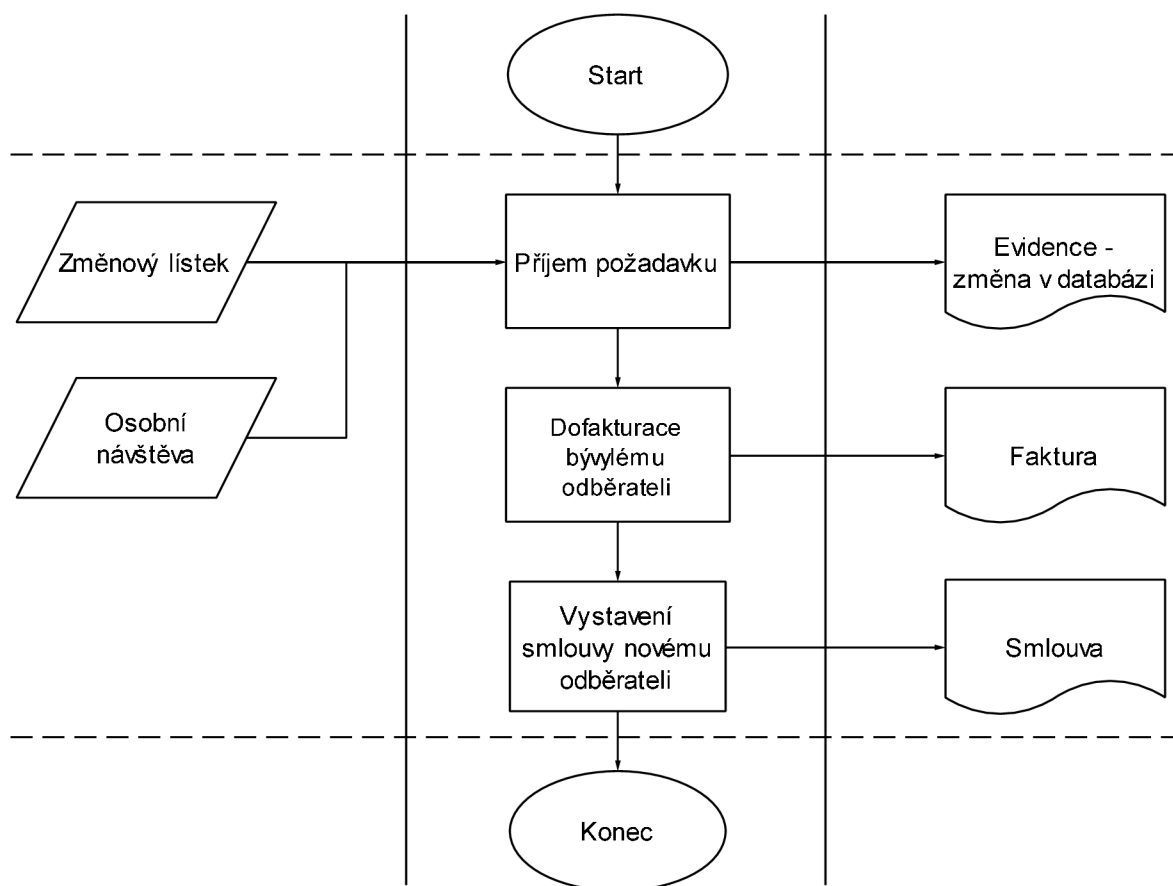 Start
Změnový lístek
Příjem požadavku
Evidence -
změna v databázi
Osobní
návštěva
Dofakturace
bývylému
odběrateli
Faktura
Vystavení
smlouvy novému
odběrateli
Smlouva
Konec